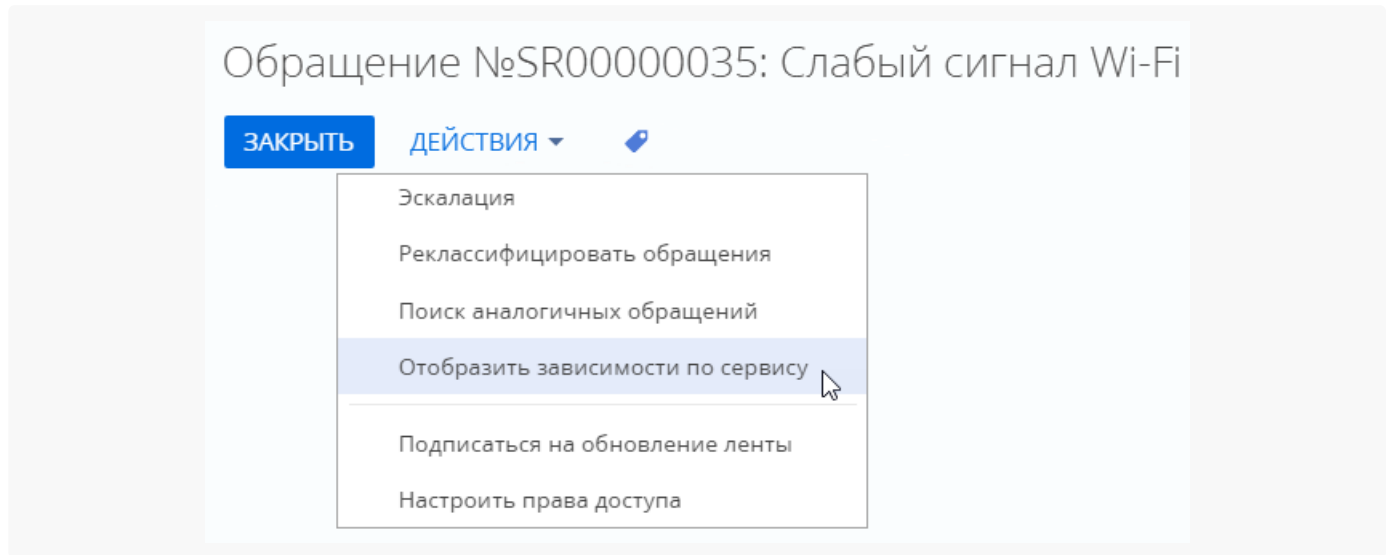 Обращение №SR00000035: Слабый сигнал Wi-Fi
ЗАКРЫТЬ ДЕЙСТВИЯ
Эскалация
Реклассифицировать обращения
Поиск аналогичных обращений
Отобразить зависимости по сервису
Подписаться на обновление ленты
Настроить права доступа